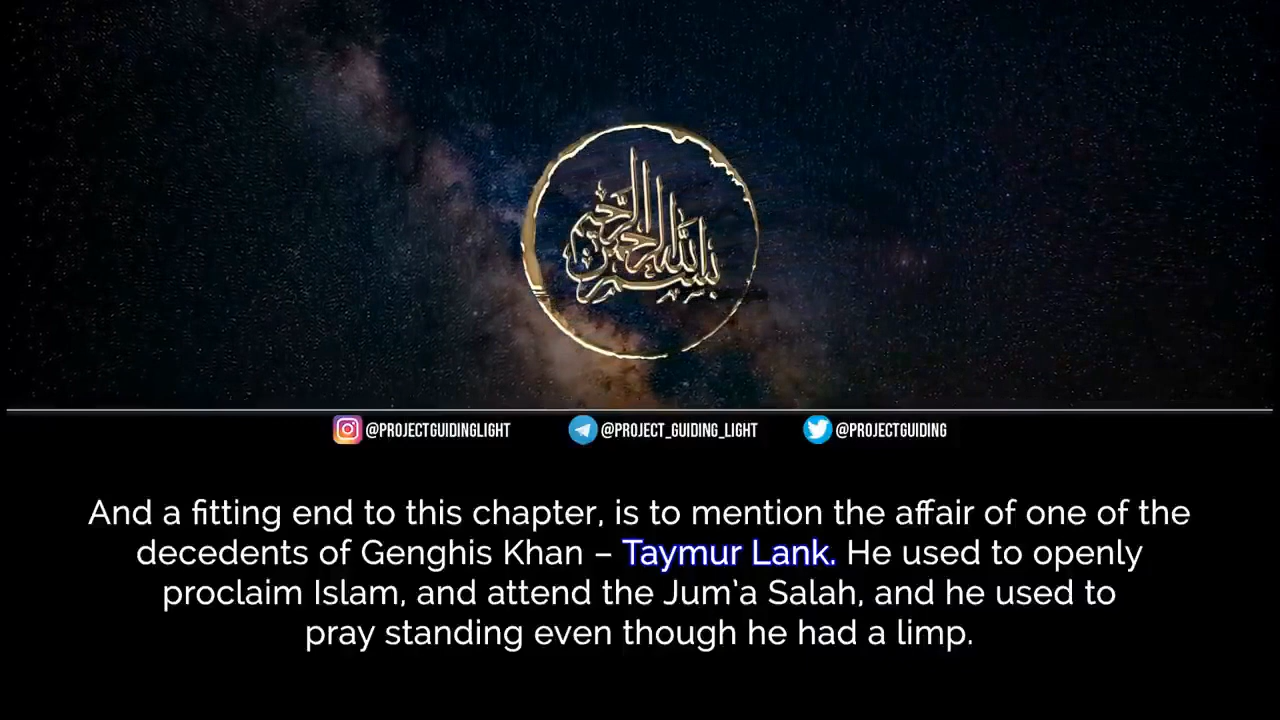 بسم الله الرحمن الرحيم
@PROJECTGUIDINGLIGHT @PROJECT_GUIDING_LIGHT @PROJECTGUIDING
And a fitting end to this chapter, is to mention the affair of one of the
decedents of Genghis Khan – Taymur Lank. He used to openly
proclaim Islam, and attend the Jum’a Salah, and he used to
pray standing even though he had a limp.